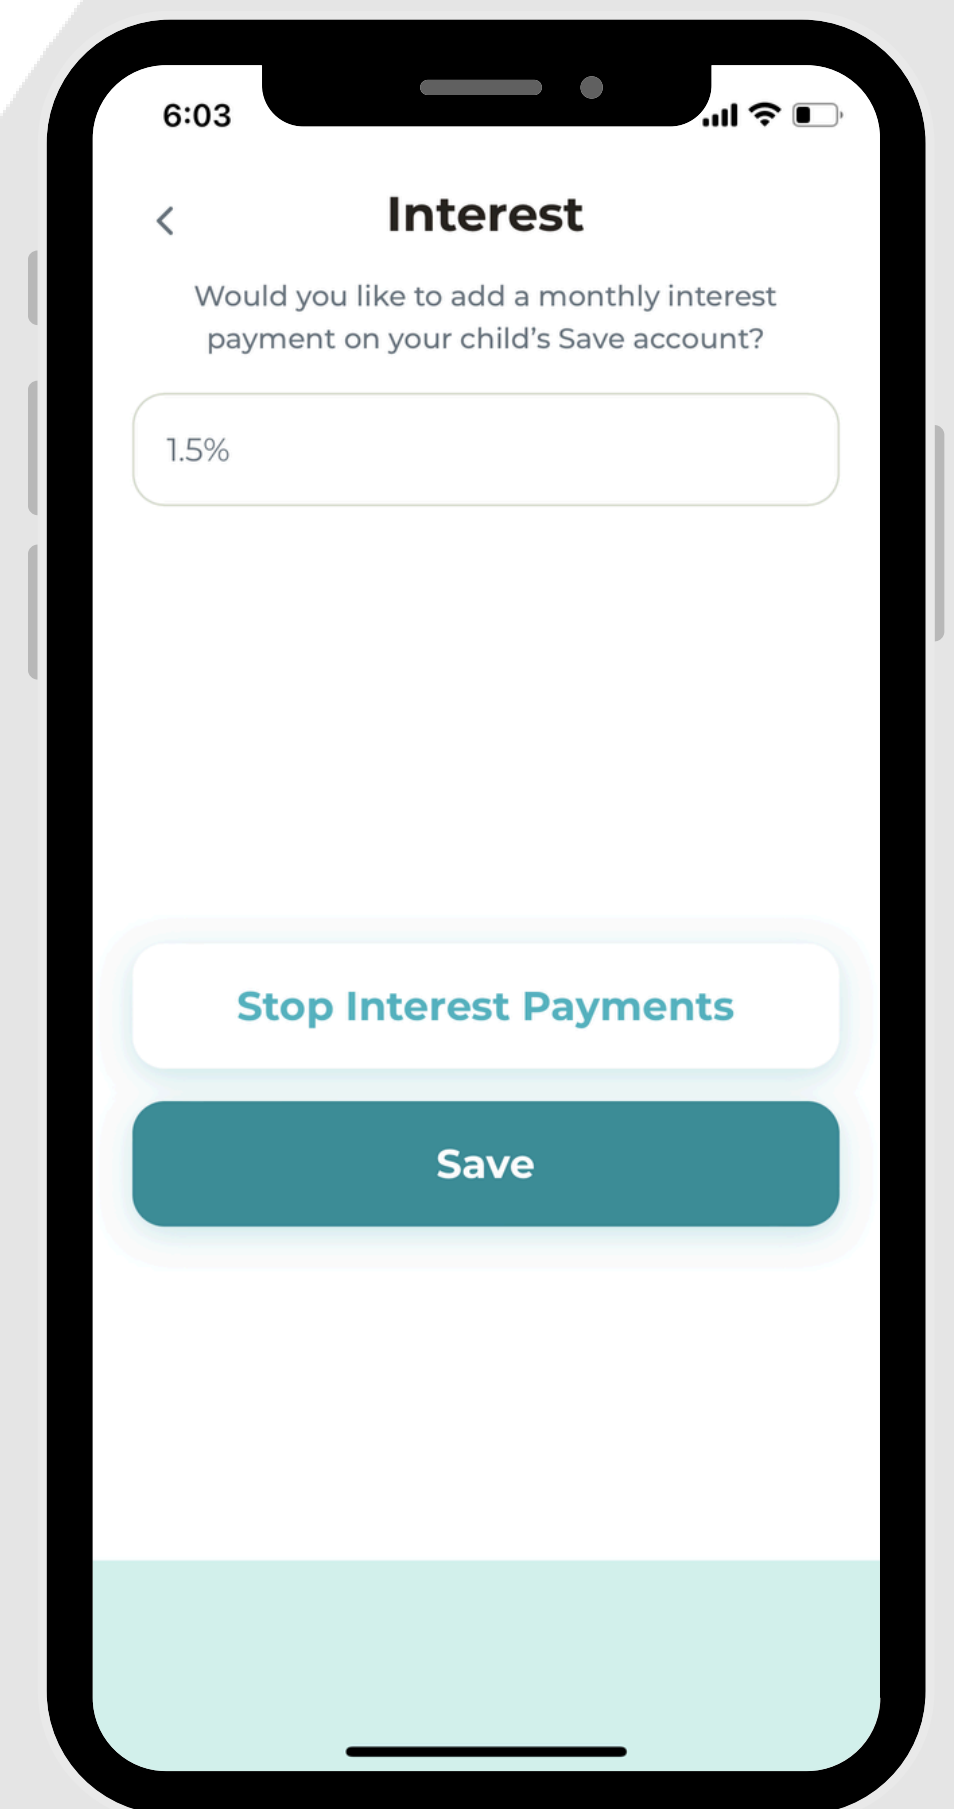 6:03
Interest
Would you like to add a monthly interest
payment on your child’s Save account?
1.5%
Stop Interest Payments
Save